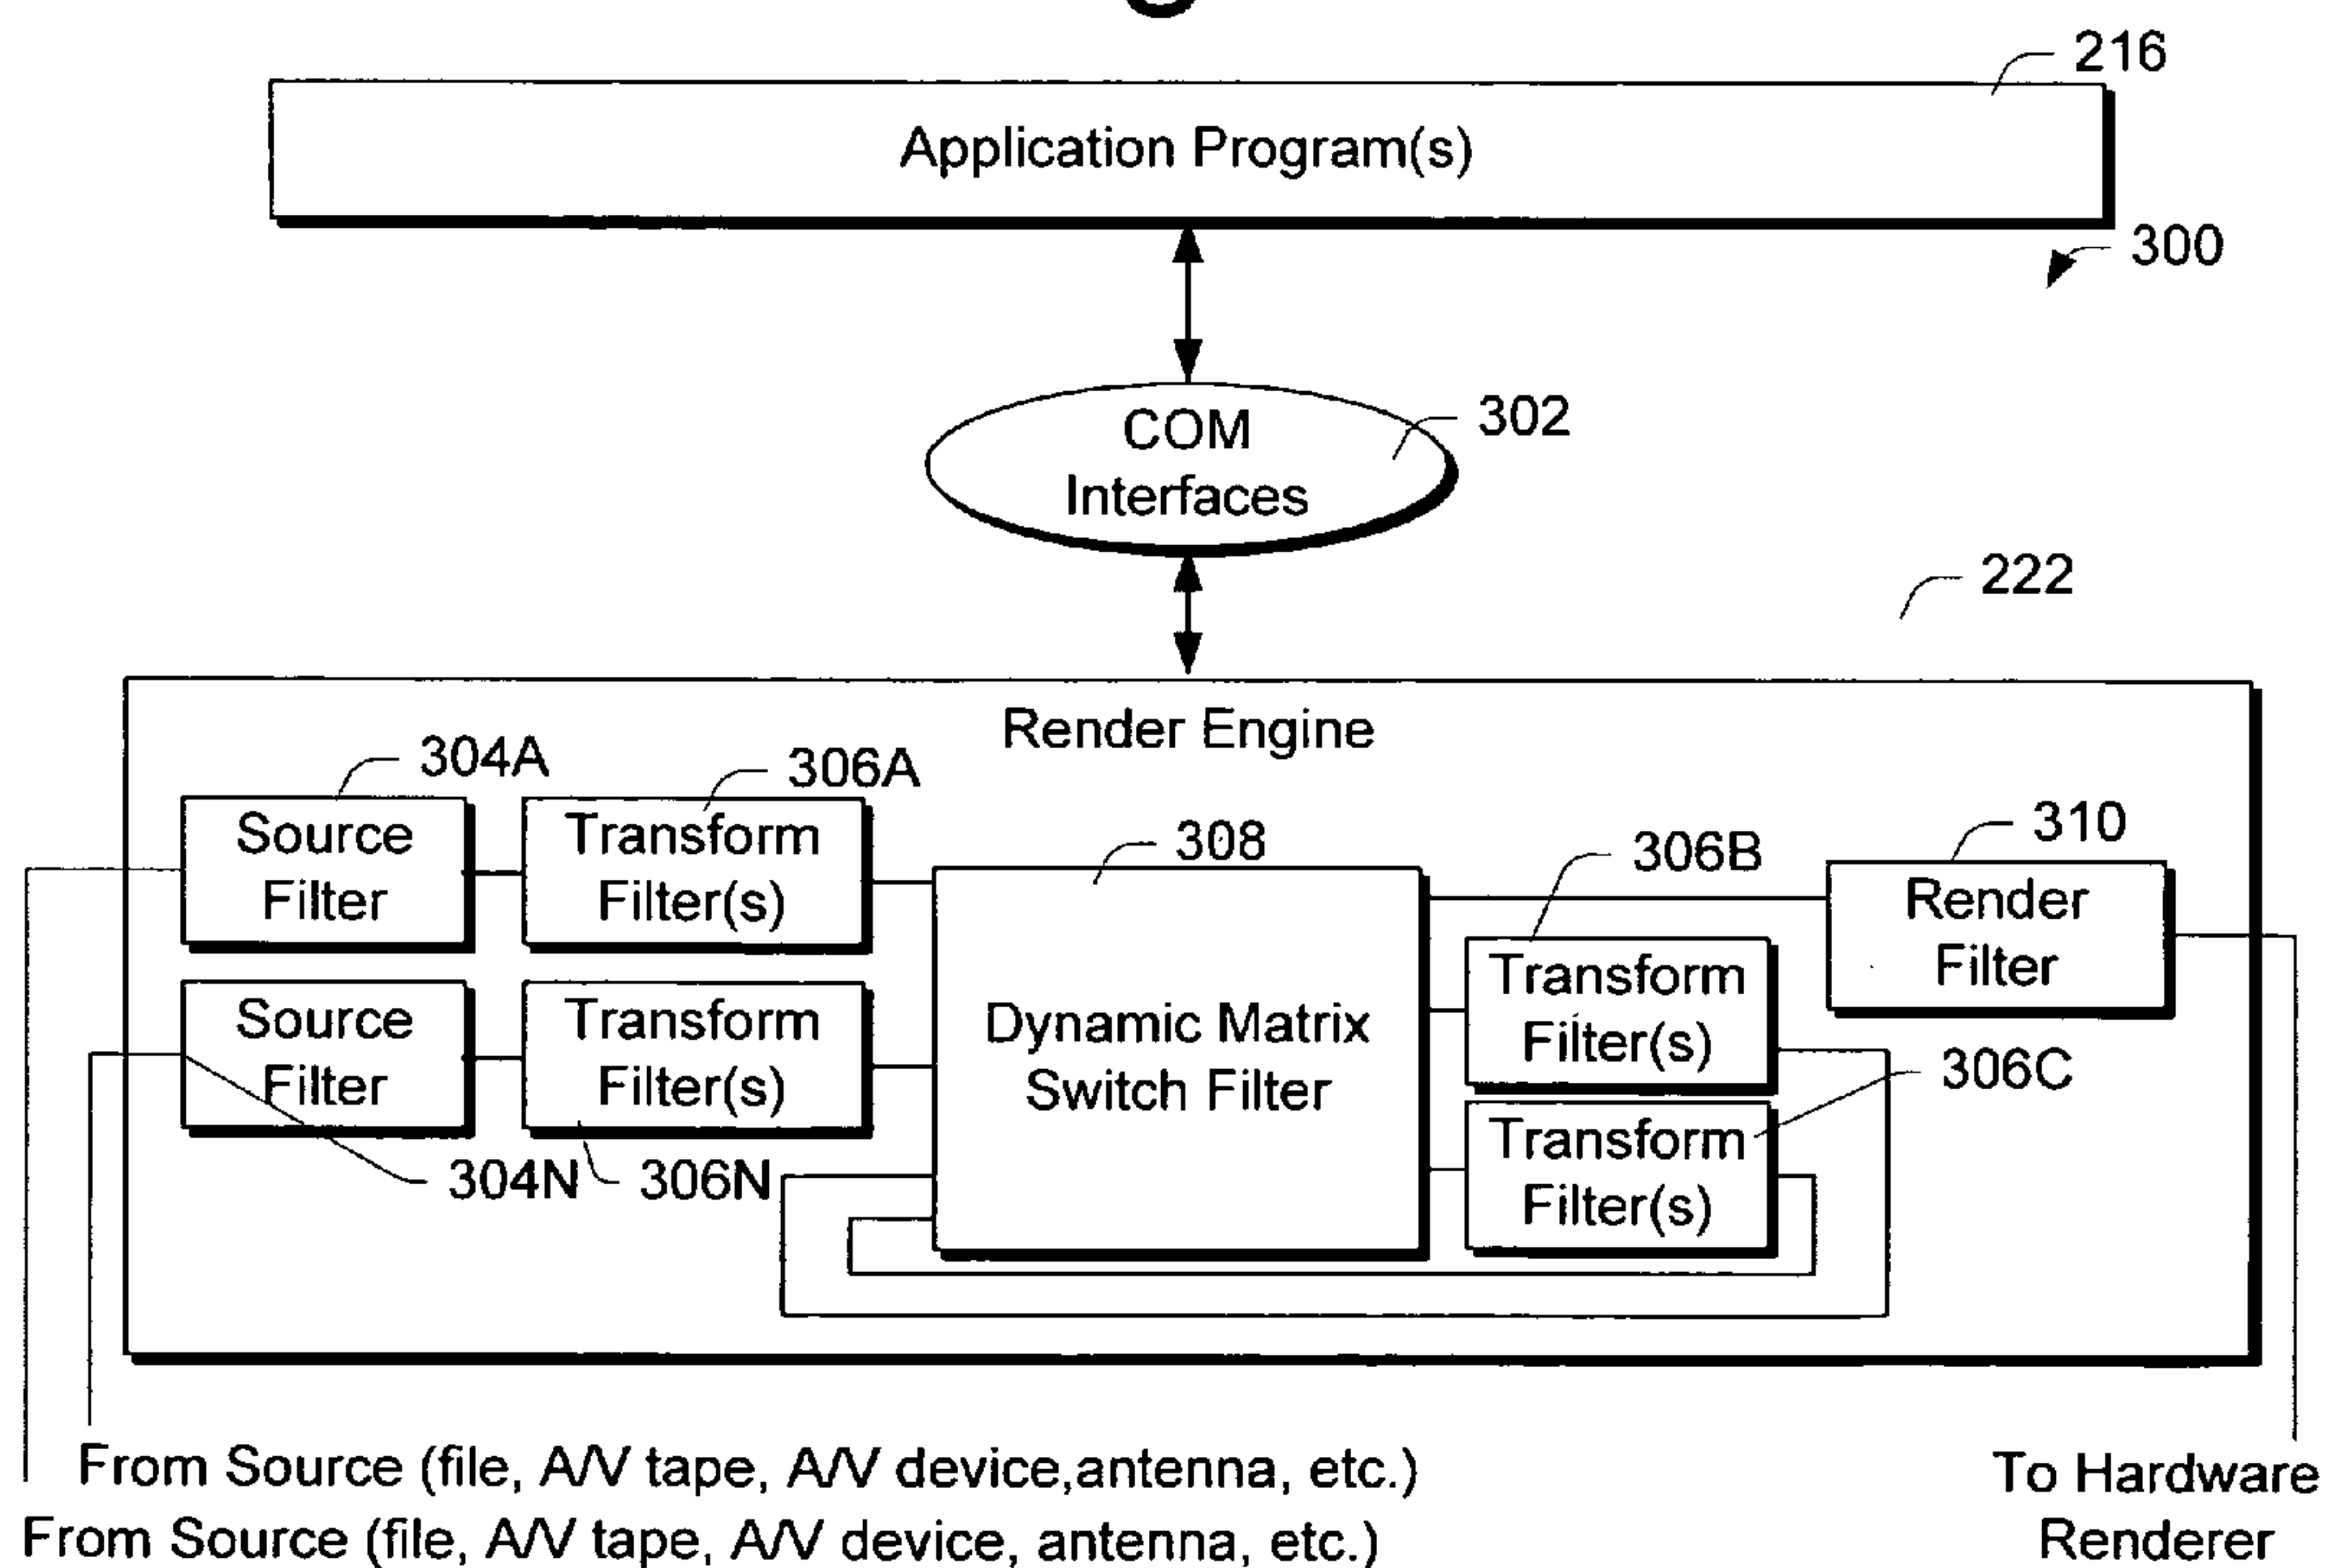 216
Application Program(s)
300
COM
Interfaces
302
222
Render Engine
304A
306A
Source
Filter
Transform
Filter(s)
308
306B
310
Render
Filter
Source
Filter
Transform
Filter(s)
Dynamic Matrix
Switch Filter
Transform
Filter(s)
306C
Transform
Filter(s)
304N
306N
From Source (file, A/V tape, A/V device,antenna, etc.)
From Source (file, A/V tape, A/V device, antenna, etc.)
To Hardware
Renderer